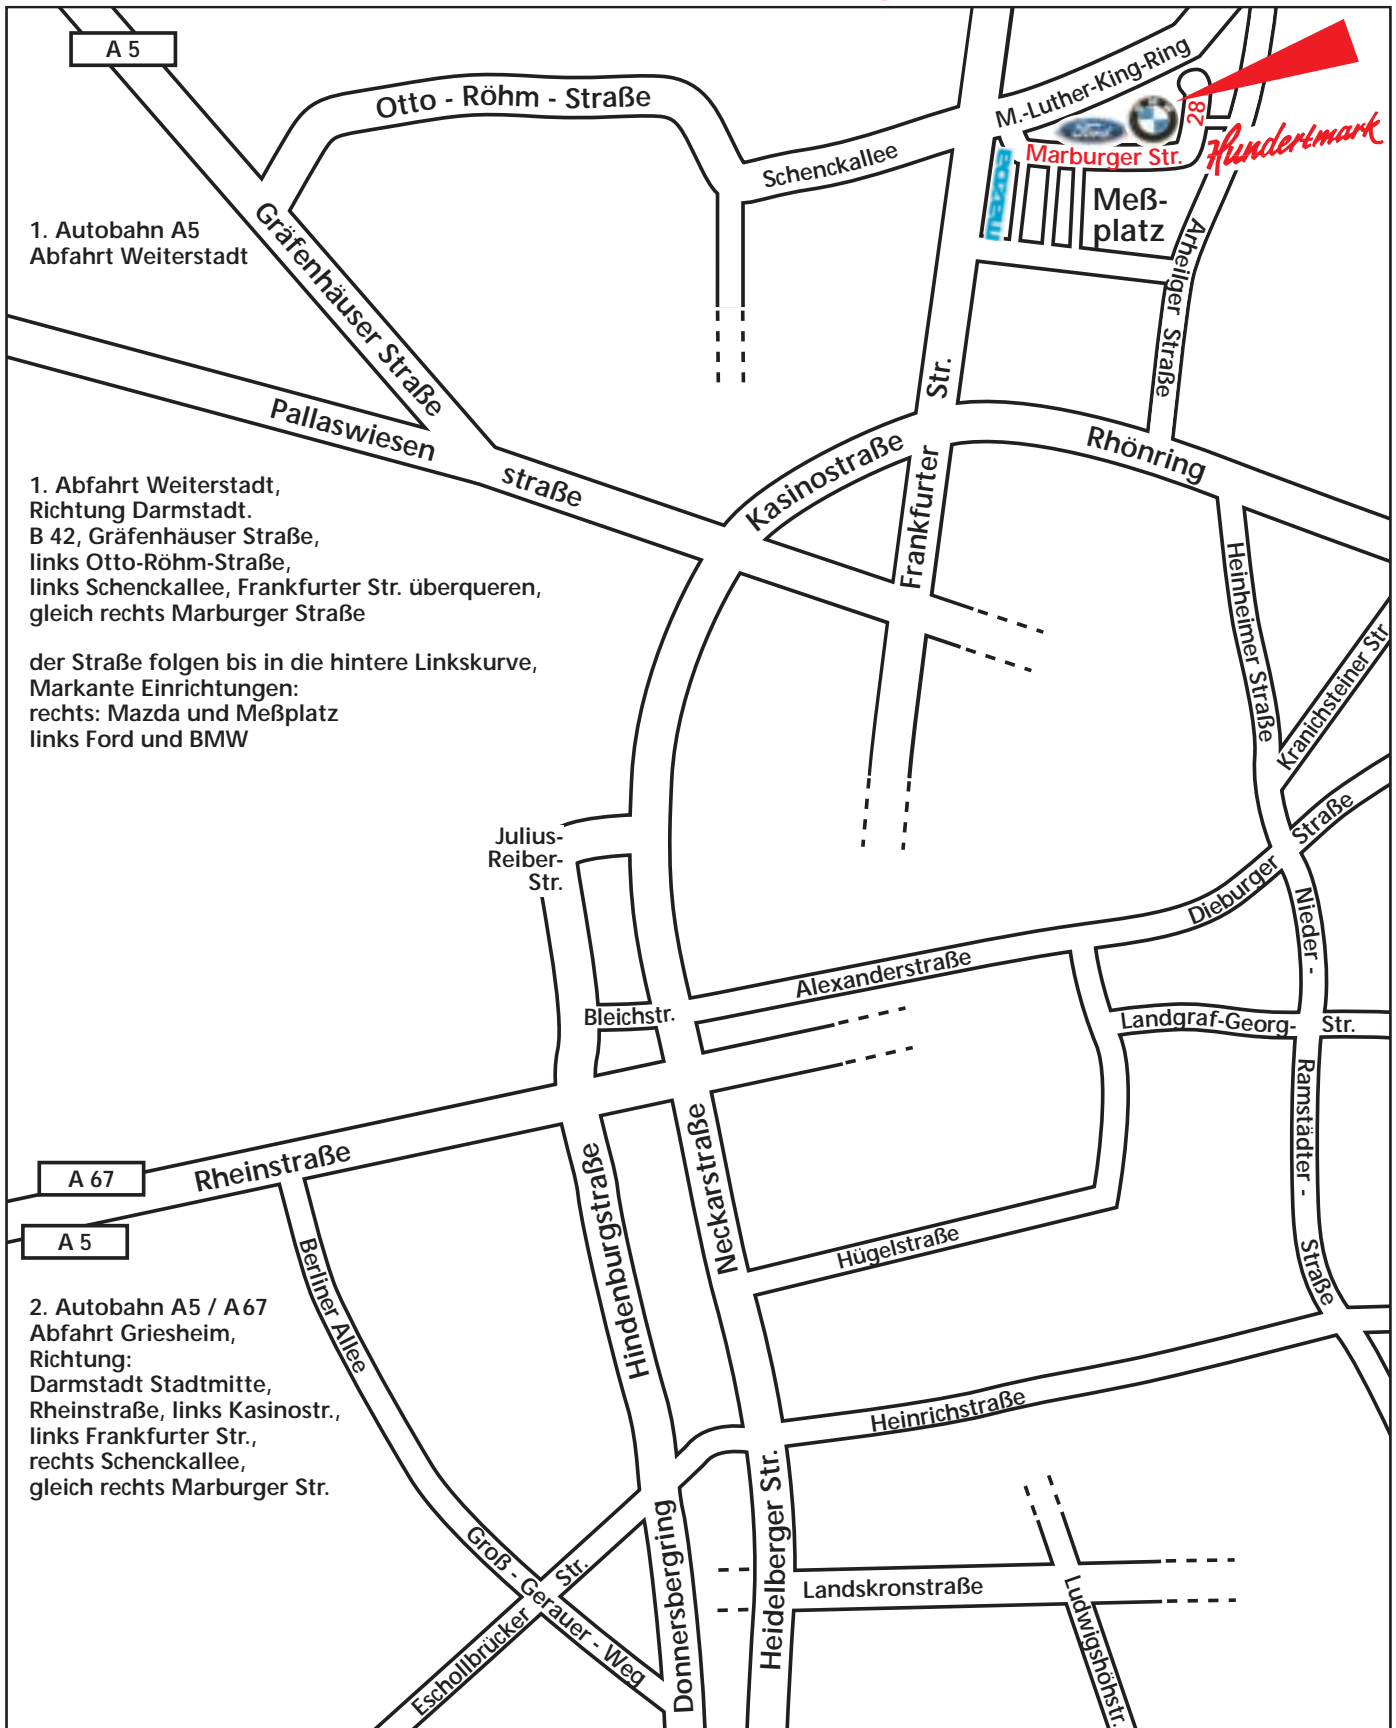 A 5
Otto - Röhm - Straße
M.-Luther-King-Ring
Schenckallee
Ford
BMW
28
Hundertmark
Marburger Str.
mazda
Meß-
platz
1. Autobahn A5
Abfahrt Weiterstadt
Gräfenhäuser Straße
Arheilger Straße
Pallaswiesen
straße
Str.
Kasinostraße
Frankfurter
Rhönring
1. Abfahrt Weiterstadt,
Richtung Darmstadt.
B 42, Gräfenhäuser Straße,
links Otto-Röhm-Straße,
links Schenckallee, Frankfurter Str. überqueren,
gleich rechts Marburger Straße
der Straße folgen bis in die hintere Linkskurve,
Markante Einrichtungen:
rechts: Mazda und Meßplatz
links Ford und BMW
Heinheimer Straße
Kranichsteiner Str
Julius-
Reiber-
Str.
Dieburger
Straße
Nieder -
Alexanderstraße
Bleichstr.
Landgraf-Georg-
Str.
Ramstädter -
Straße
A 67
Rheinstraße
A 5
Hindenburgstraße
Neckarstraße
Hügelstraße
Berliner Allee
2. Autobahn A5 / A67
Abfahrt Griesheim,
Richtung:
Darmstadt Stadtmitte,
Rheinstraße, links Kasinostr.,
links Frankfurter Str.,
rechts Schenckallee,
gleich rechts Marburger Str.
Heinrichstraße
Groß - Gerauer - Weg
Eschollbrücker
Str.
Donnersbergring
Heidelberger Str.
Landskronstraße
Ludwigshöhstr.